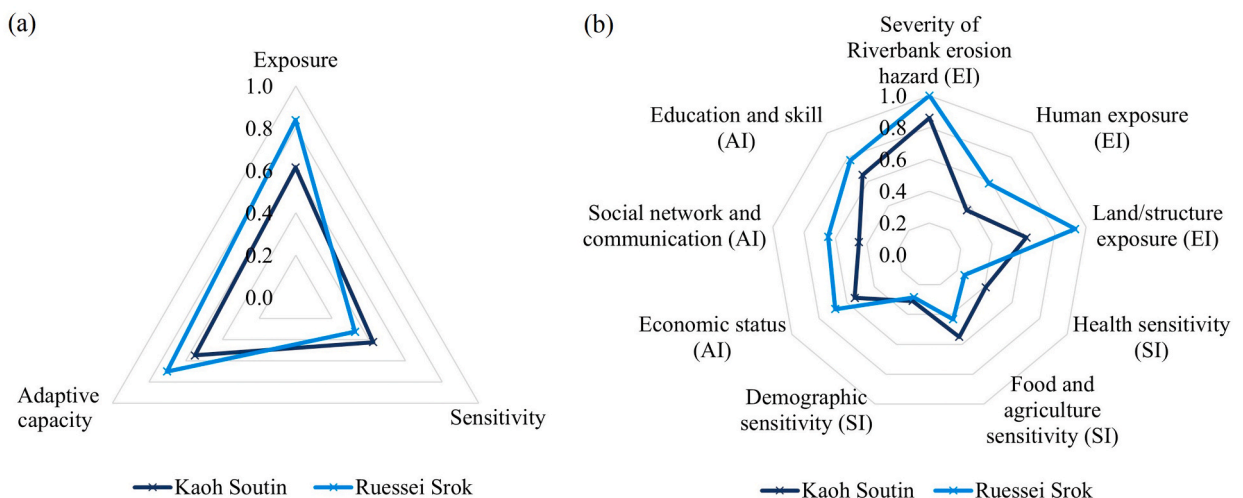 (a)
Exposure
1.0
0.8
0.6
0.4
0.2
0.0
Adaptive
capacity
Sensitivity
Kaoh Soutin
Ruessei Srok
(b)
Severity of
Riverbank erosion
hazard (EI)
1.0
0.8
0.6
0.4
0.2
0.0
Human exposure
(EI)
Land/structure
exposure (EI)
Health sensitivity
(SI)
Food and
agriculture
sensitivity (SI)
Demographic
sensitivity (SI)
Economic status
(AI)
Social network and
communication (AI)
Education and skill
(AI)
Kaoh Soutin
Ruessei Srok